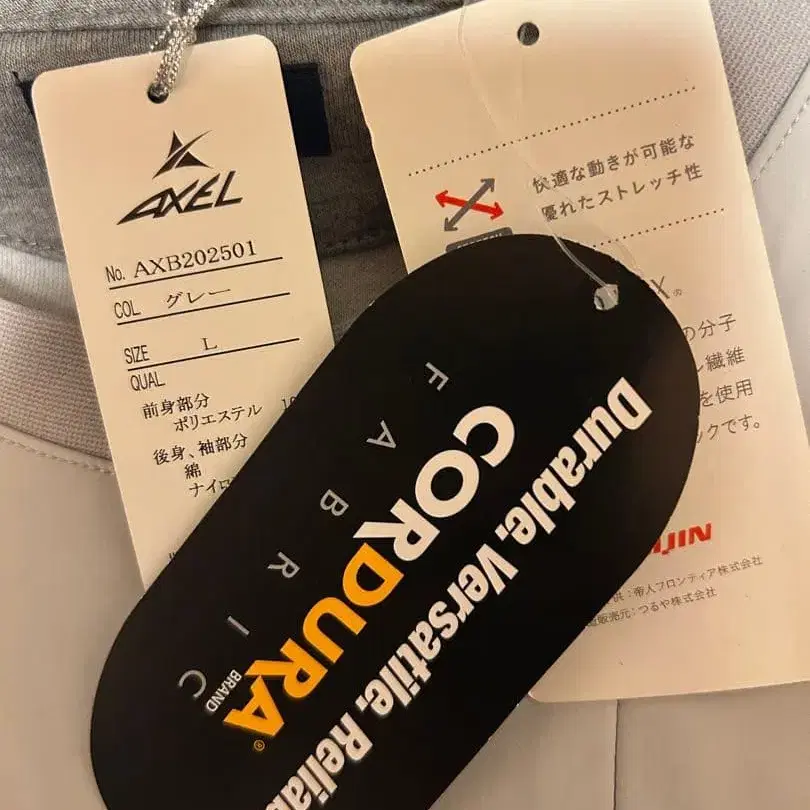 AXEL
No. AXB202501
COL グレー
SIZE L
QUAL
前身部分
ポリエステル
後身、袖部分
綿
快適な動きが可能な
優れたストレッチ性
X®
の分子
繊維
を使用
ックです。
供：帝人フロンティア株式会社
販売元：つるや株式会社
Durable. Versatile.
CORDURA®
BRAND
FABRIC